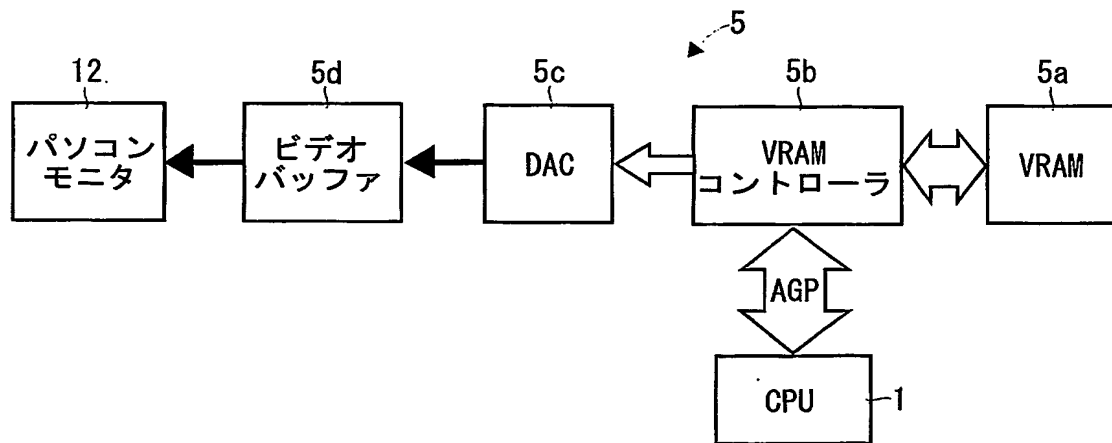 5
12.
5d
5c
5b
5a
パソコン
モニタ
ビデオ
バッファ
DAC
VRAM
コントローラ
VRAM
AGP
CPU
1